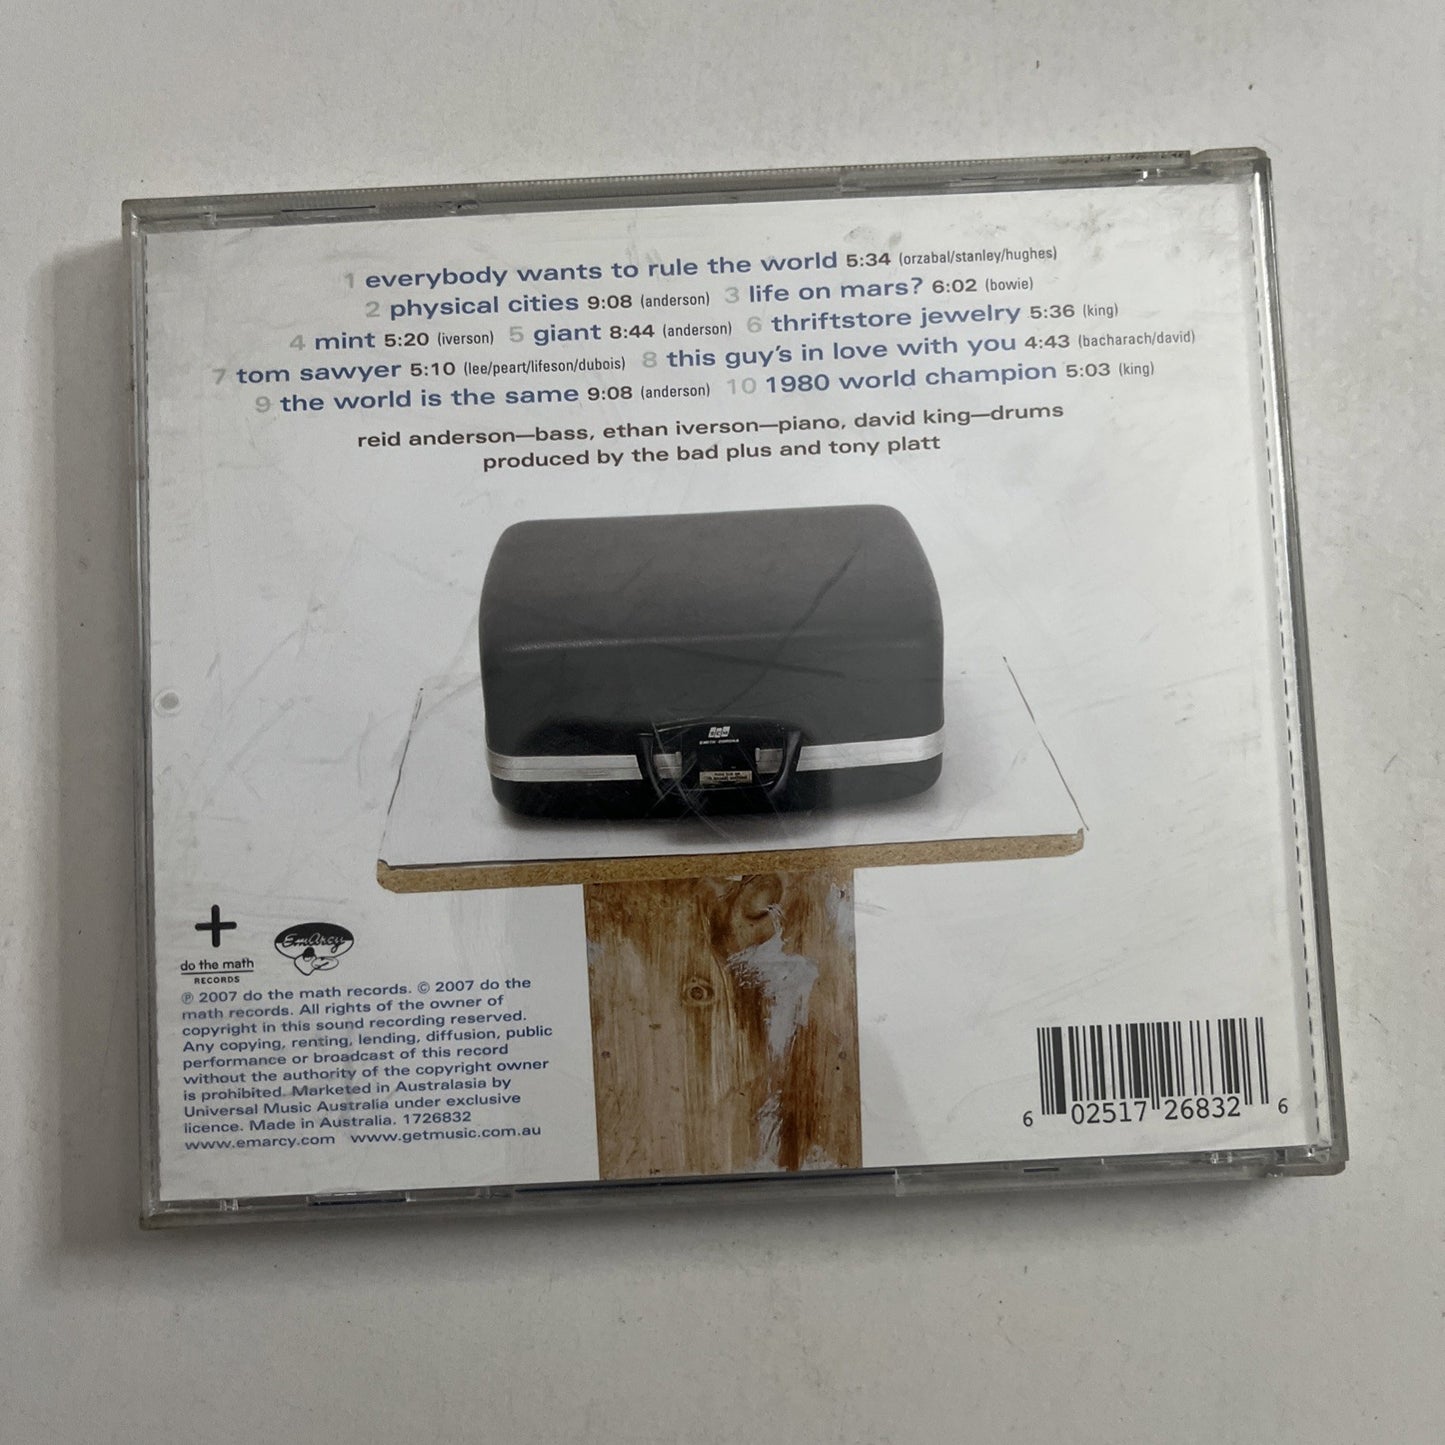 1 everybody wants to rule the world 5:34 (orzabal/stanley/hughes)
2 physical cities 9:08 (anderson) 3 life on mars? 6:02 (bowie)
4 mint 5:20 (iverson) 5 giant 8:44 (anderson) 6 thriftstore jewelry 5:36 (king)
7 tom sawyer 5:10 (lee/peart/lifeson/dubois) 8 this guy's in love with you 4:43 (bacharach/david)
9 the world is the same 9:08 (anderson) 10 1980 world champion 5:03 (king)
reid anderson—bass, ethan iverson—piano, david king—drums
produced by the bad plus and tony platt
SMITH-CORONA
do the math
RECORDS
EmArcy
℗ 2007 do the math records. © 2007 do the
math records. All rights of the owner of
copyright in this sound recording reserved.
Any copying, renting, lending, diffusion, public
performance or broadcast of this record
without the authority of the copyright owner
is prohibited. Marketed in Australasia by
Universal Music Australia under exclusive
licence. Made in Australia. 1726832
www.emarcy.com www.getmusic.com.au
6 02517 26832 6